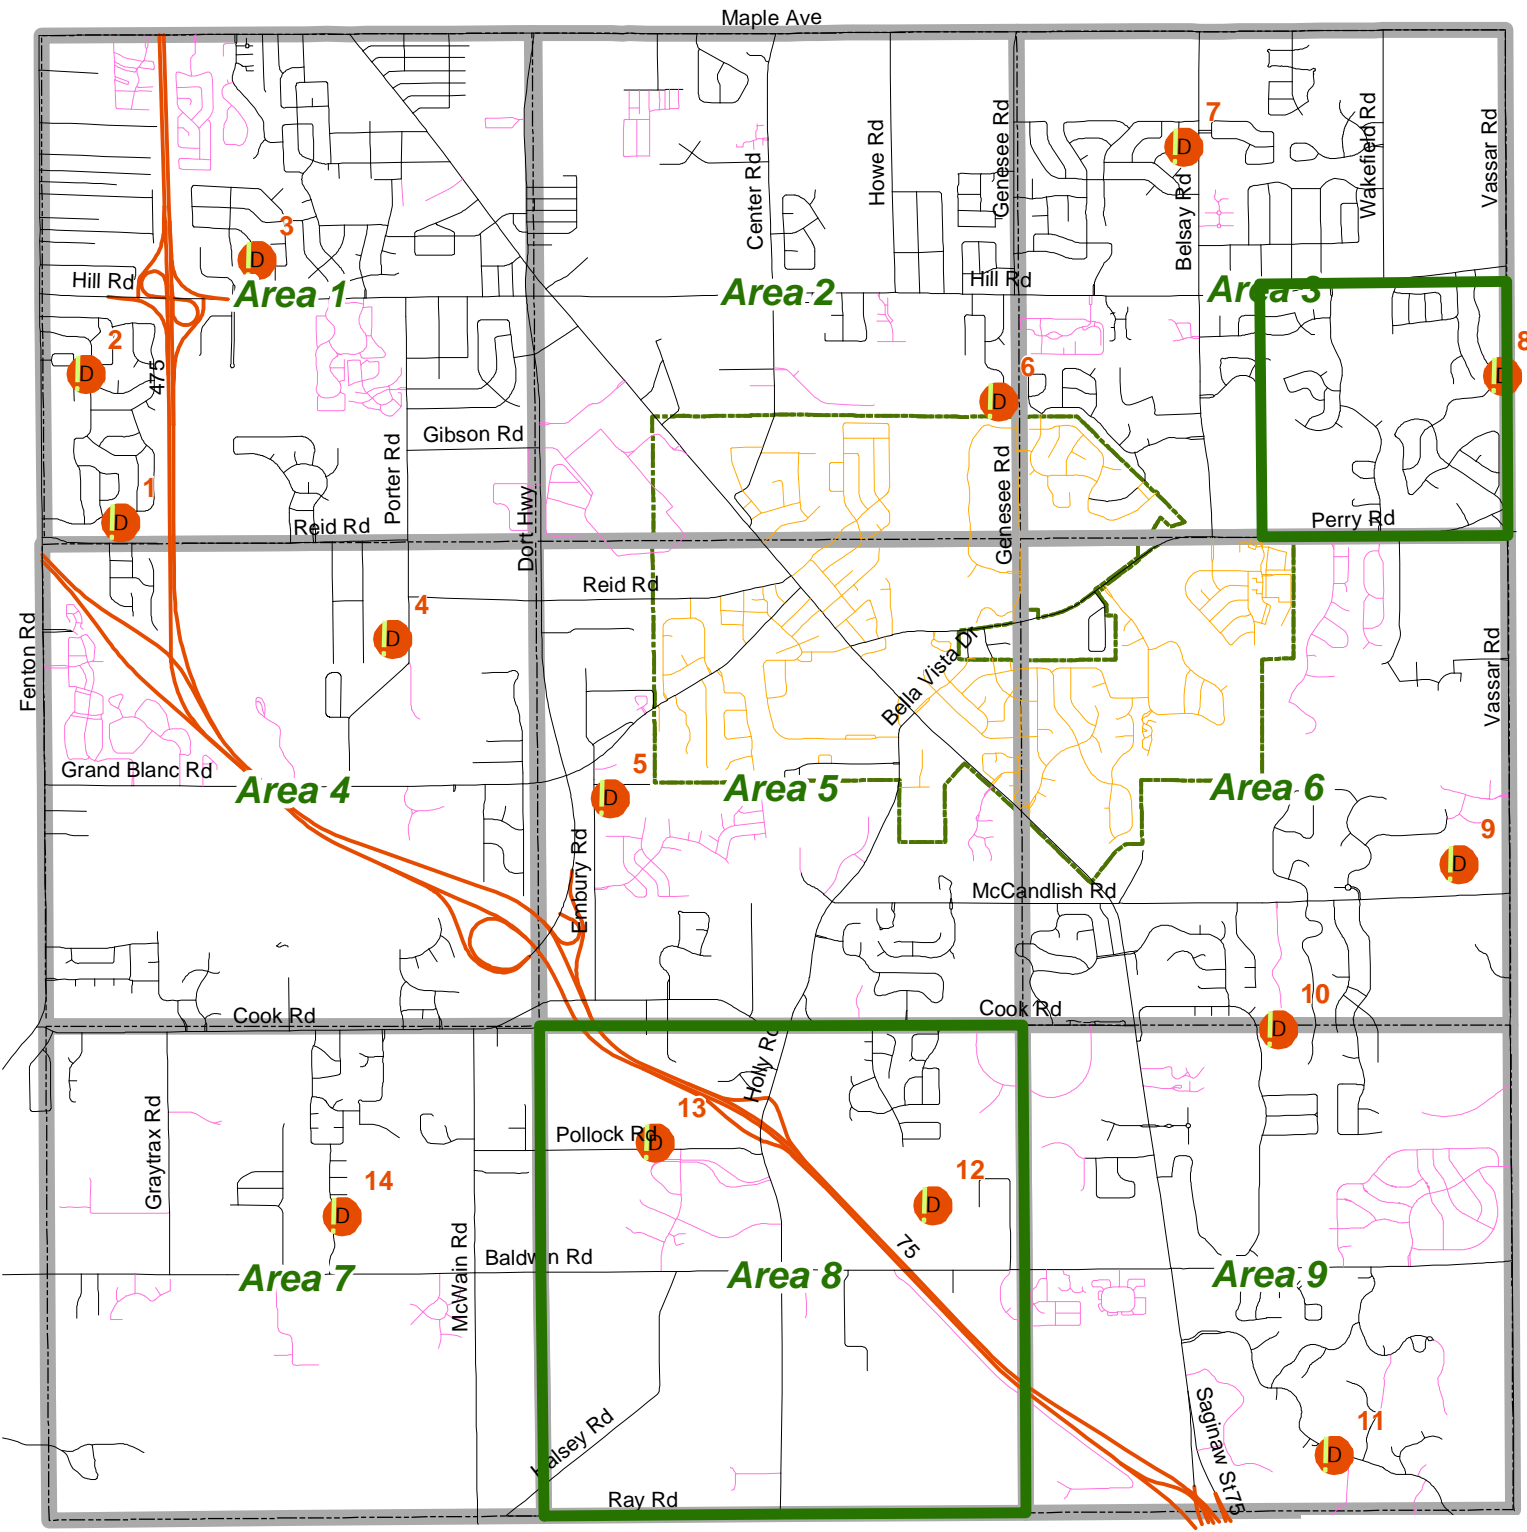 Maple Ave
7
D
Howe Rd
Genesee Rd
Wakefield Rd
Vassar Rd
Center Rd
Belsay Rd
3
D
Hill Rd
Area 1
Area 2
Hill Rd
Area 3
2
D
475
6
D
8
D
Gibson Rd
Porter Rd
Genesee Rd
1
D
Reid Rd
Dort Hwy
Perry Rd
Reid Rd
4
D
Fenton Rd
Bella Vista Dr
Vassar Rd
Grand Blanc Rd
Area 4
5
D
Area 5
Area 6
9
D
Embury Rd
McCandlish Rd
Cook Rd
Cook Rd
10
D
Holly Rd
13
Pollock Rd
D
Graytrax Rd
14
D
12
D
75
McWain Rd
Baldwin Rd
Area 7
Area 8
Area 9
Halsey Rd
Ray Rd
Saginaw St
75
11
D